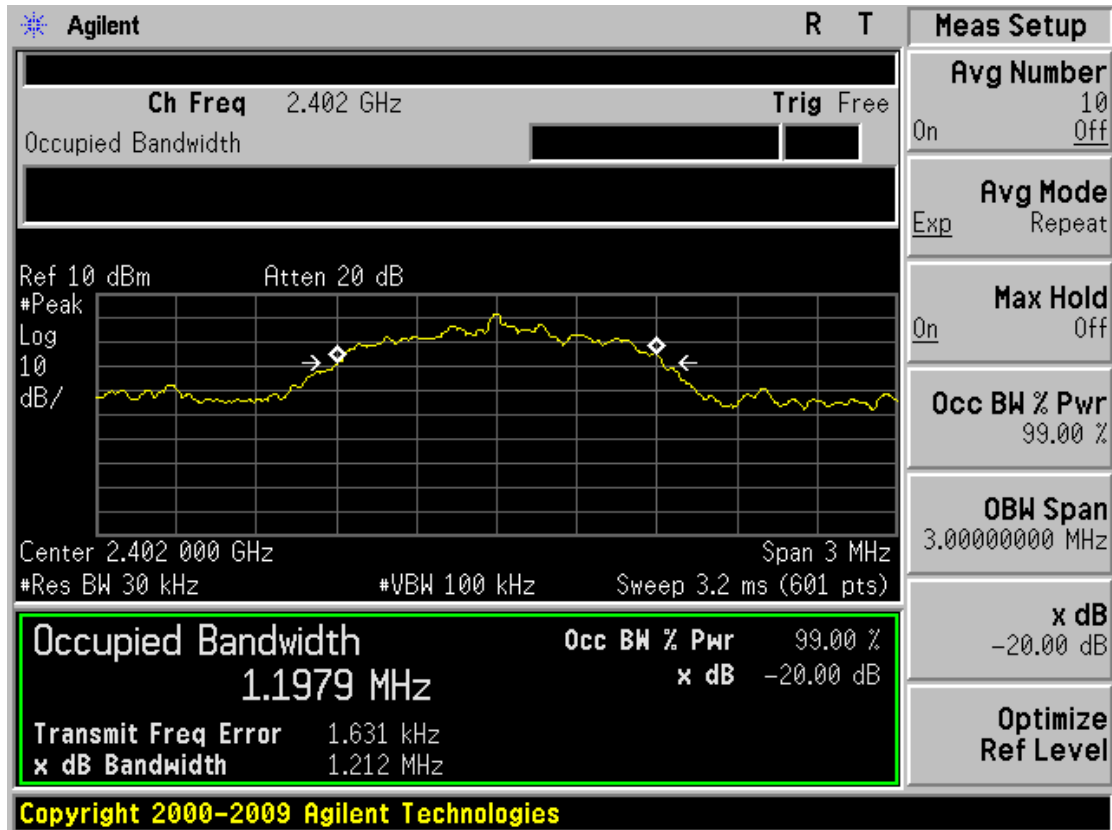 Agilent R T
Ch Freq 2.402 GHz Trig Free
Occupied Bandwidth
Ref 10 dBm Atten 20 dB
#Peak
Log
10
dB/
Center 2.402 000 GHz Span 3 MHz
#Res BW 30 kHz #VBW 100 kHz Sweep 3.2 ms (601 pts)
Occupied Bandwidth
1.1979 MHz
Occ BW % Pwr 99.00 %
x dB -20.00 dB
Transmit Freq Error 1.631 kHz
x dB Bandwidth 1.212 MHz
Copyright 2000-2009 Agilent Technologies
Meas Setup
Avg Number
10
On Off
Avg Mode
Exp Repeat
Max Hold
On Off
Occ BW % Pwr
99.00 %
OBW Span
3.00000000 MHz
x dB
-20.00 dB
Optimize
Ref Level